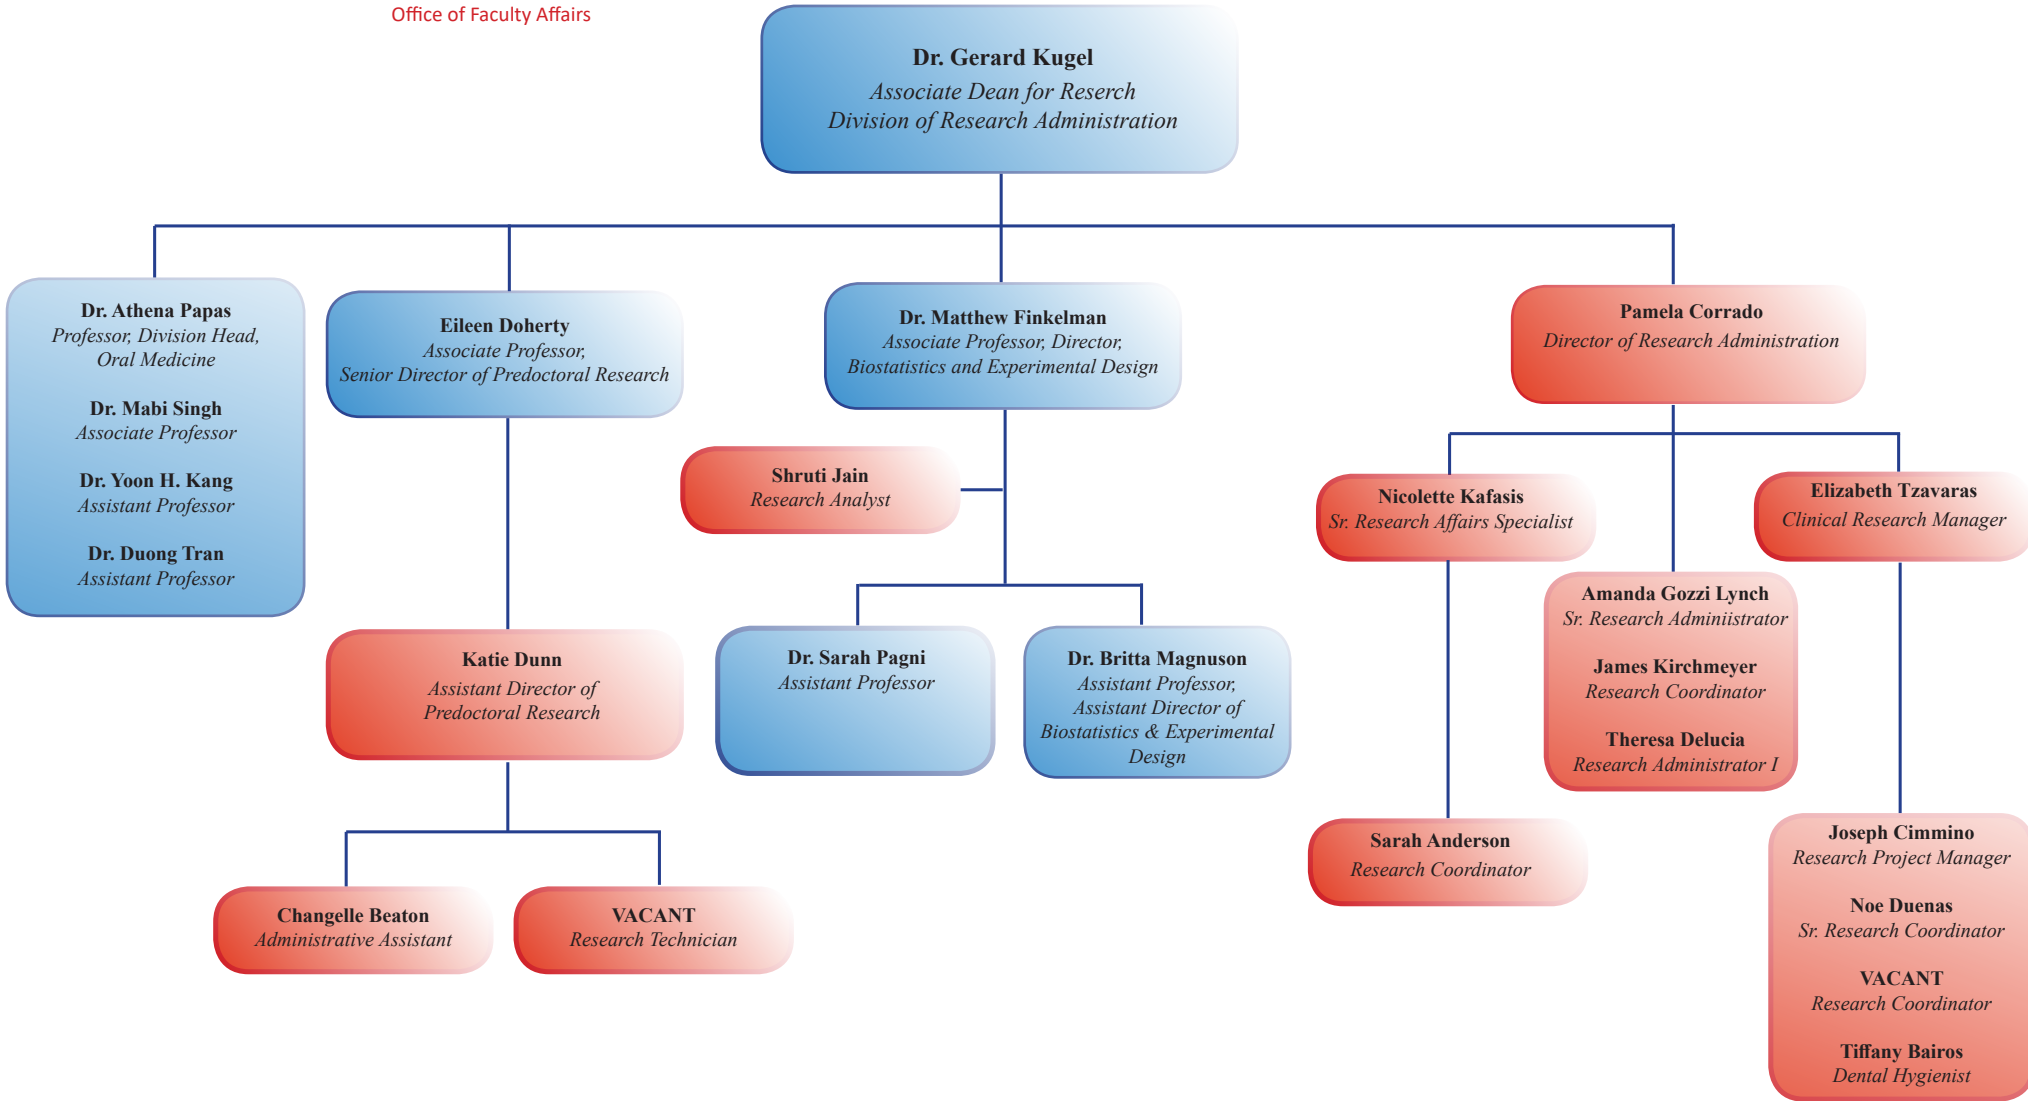 Office of Faculty Affairs
Dr. Gerard Kugel
Associate Dean for Reserch
Division of Research Administration
Dr. Athena Papas
Professor, Division Head,
Oral Medicine
Dr. Mabi Singh
Associate Professor
Dr. Yoon H. Kang
Assistant Professor
Dr. Duong Tran
Assistant Professor
Eileen Doherty
Associate Professor,
Senior Director of Predoctoral Research
Dr. Matthew Finkelman
Associate Professor, Director,
Biostatistics and Experimental Design
Pamela Corrado
Director of Research Administration
Shruti Jain
Research Analyst
Nicolette Kafasis
Sr. Research Affairs Specialist
Elizabeth Tzavaras
Clinical Research Manager
Amanda Gozzi Lynch
Sr. Research Adminiistrator
James Kirchmeyer
Research Coordinator
Theresa Delucia
Research Administrator I
Katie Dunn
Assistant Director of
Predoctoral Research
Dr. Sarah Pagni
Assistant Professor
Dr. Britta Magnuson
Assistant Professor,
Assistant Director of
Biostatistics & Experimental
Design
Sarah Anderson
Research Coordinator
Joseph Cimmino
Research Project Manager
Noe Duenas
Sr. Research Coordinator
VACANT
Research Coordinator
Tiffany Bairos
Dental Hygienist
Changelle Beaton
Administrative Assistant
VACANT
Research Technician